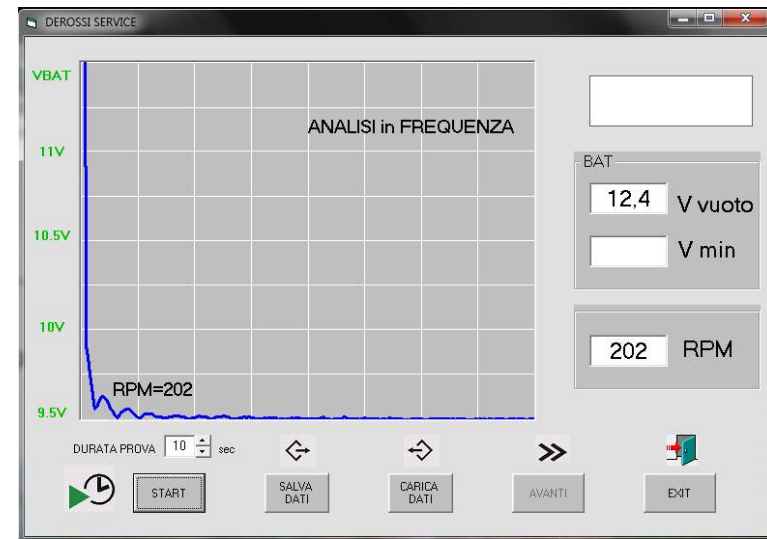 DEROSSI SERVICE
VBAT
ANALISI in FREQUENZA
11V
BAT
12,4 V vuoto
10.5V
V min
10V
202 RPM
RPM=202
9.5V
DURATA PROVA 10 sec
START
SALVA
DATI
CARICA
DATI
AVANTI
EXIT